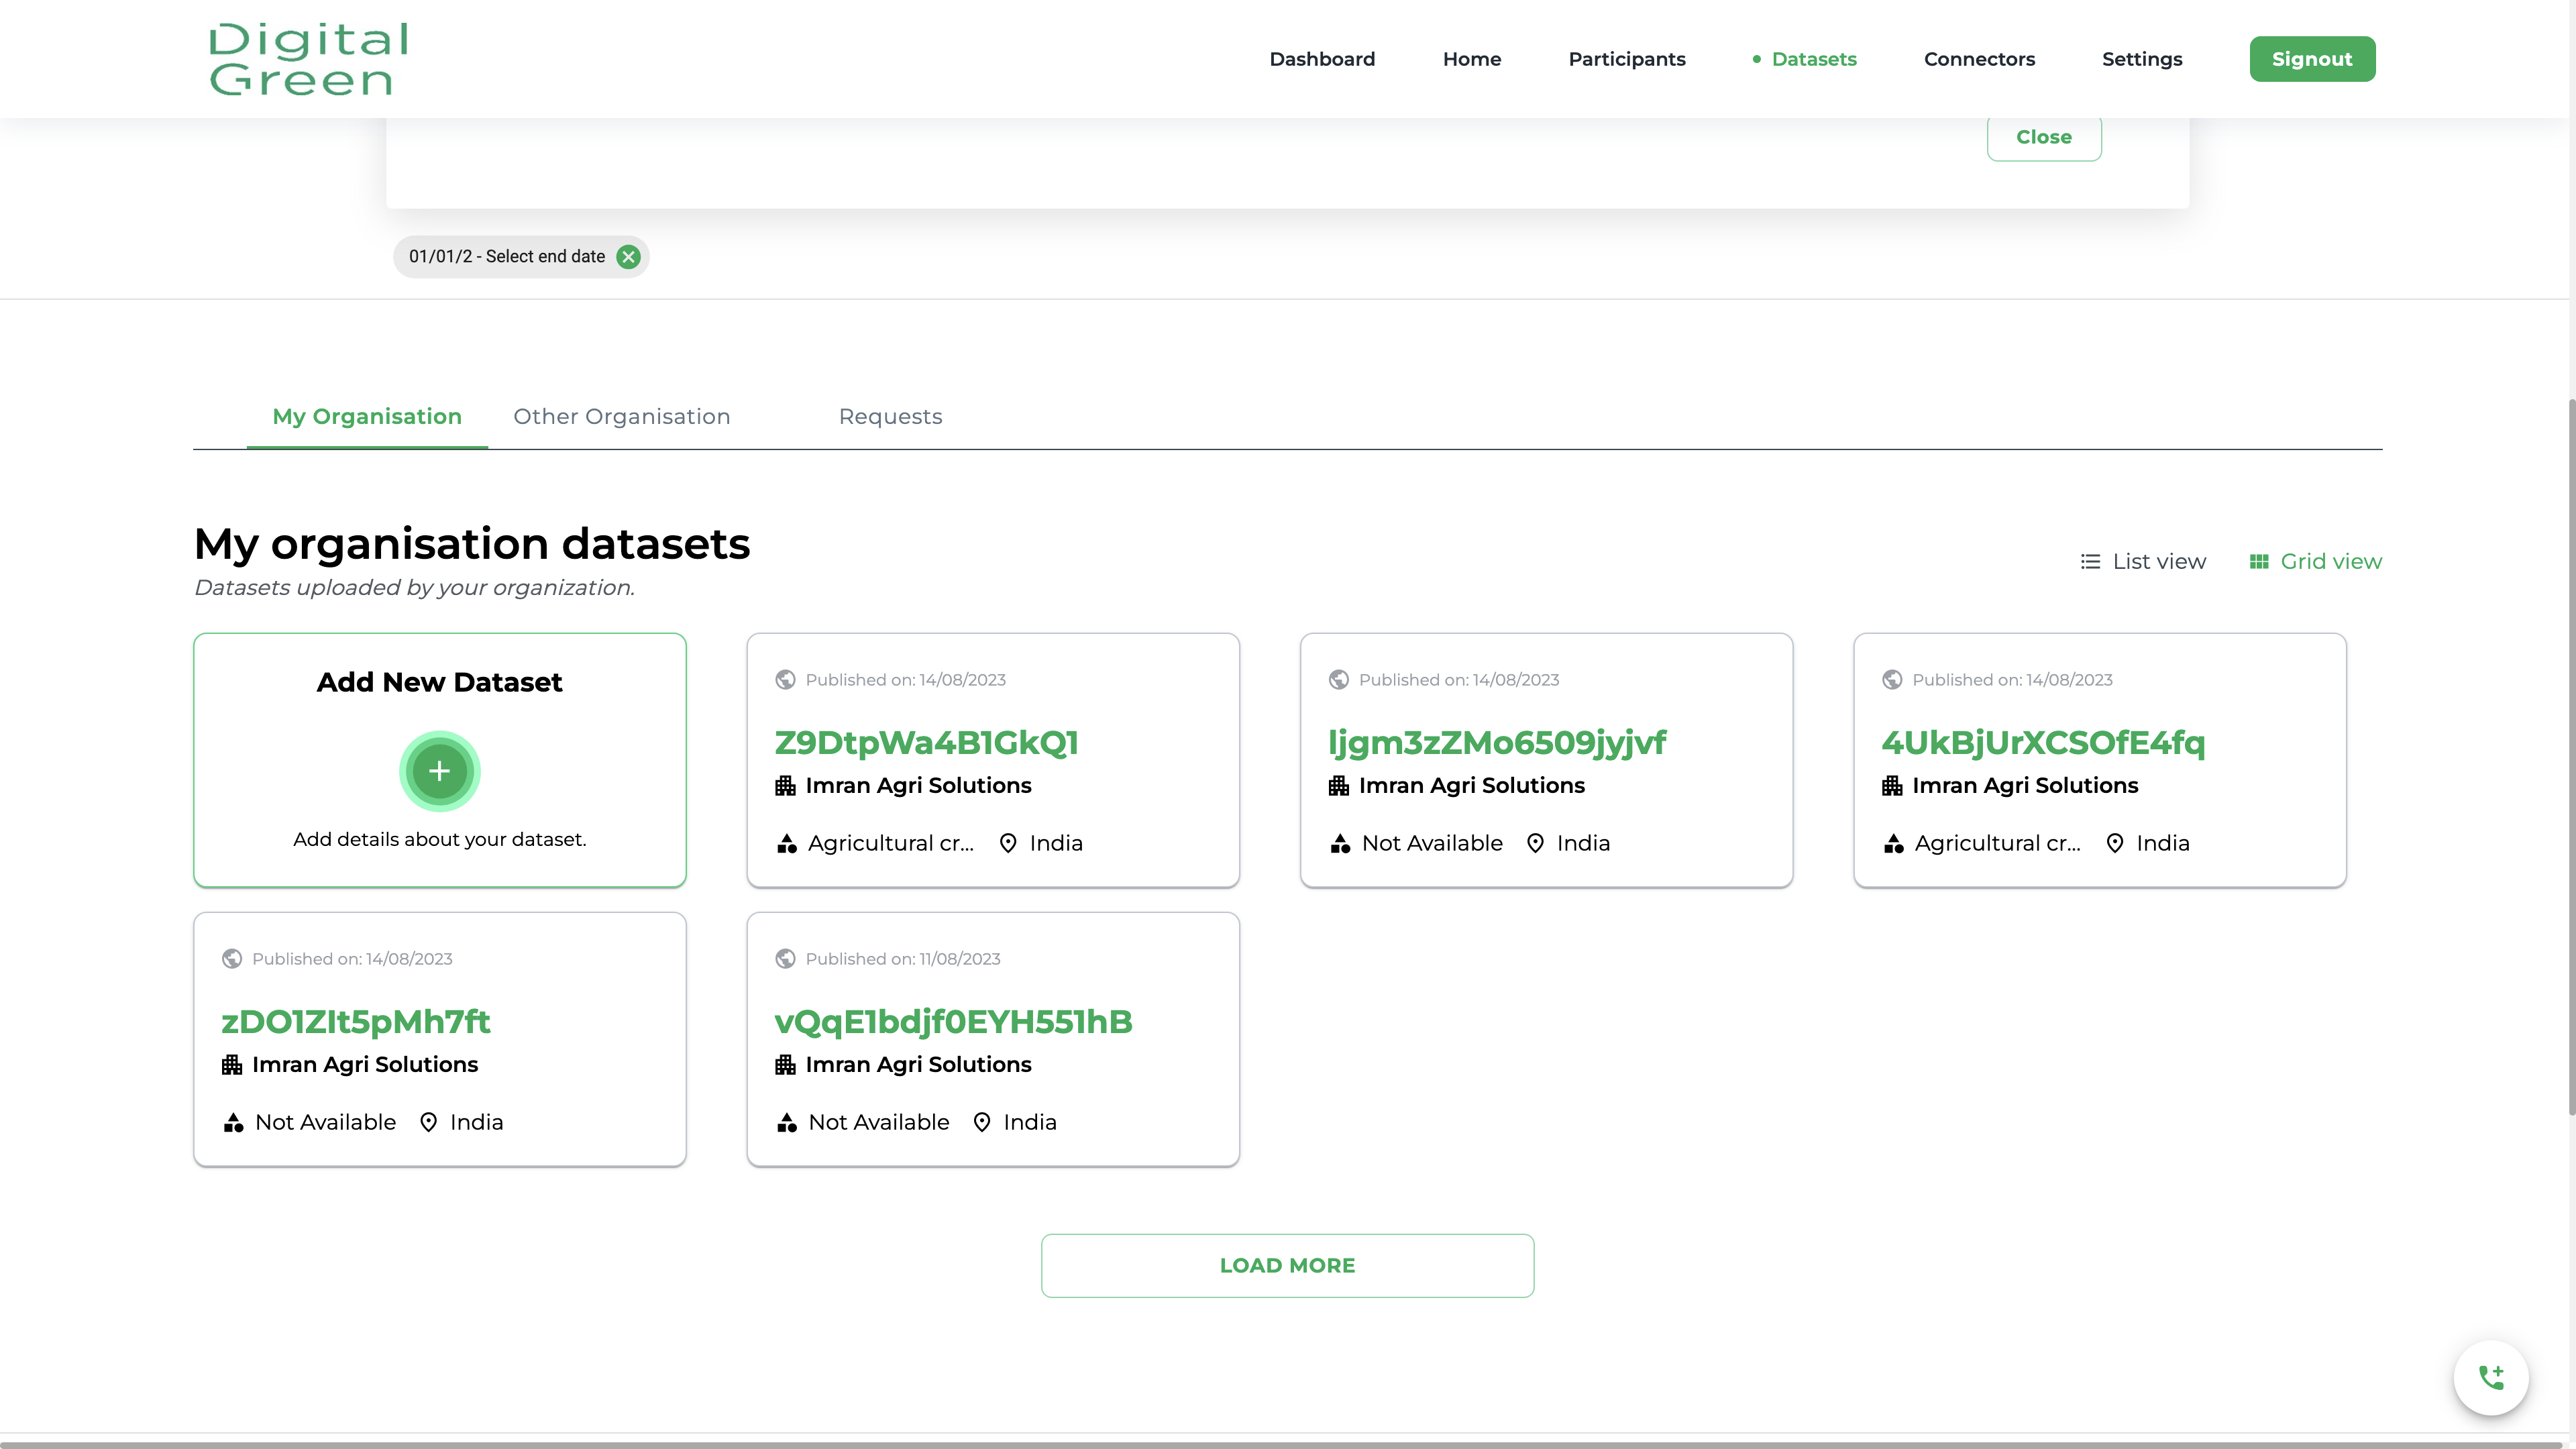 Digital
Green
Dashboard Home Participants Datasets Connectors Settings Signout
Close
01/01/2 - Select end date
My Organisation Other Organisation Requests
My organisation datasets
Datasets uploaded by your organization.
List view Grid view
Add New Dataset
Add details about your dataset.
Published on: 14/08/2023
Z9DtpWa4B1GkQ1
Imran Agri Solutions
Agricultural cr... India
Published on: 14/08/2023
ljgm3zZMo6509jyjvf
Imran Agri Solutions
Not Available India
Published on: 14/08/2023
4UkBjUrXCSOfE4fq
Imran Agri Solutions
Agricultural cr... India
Published on: 14/08/2023
zDO1ZIt5pMh7ft
Imran Agri Solutions
Not Available India
Published on: 11/08/2023
vQqE1bdjf0EYH551hB
Imran Agri Solutions
Not Available India
LOAD MORE